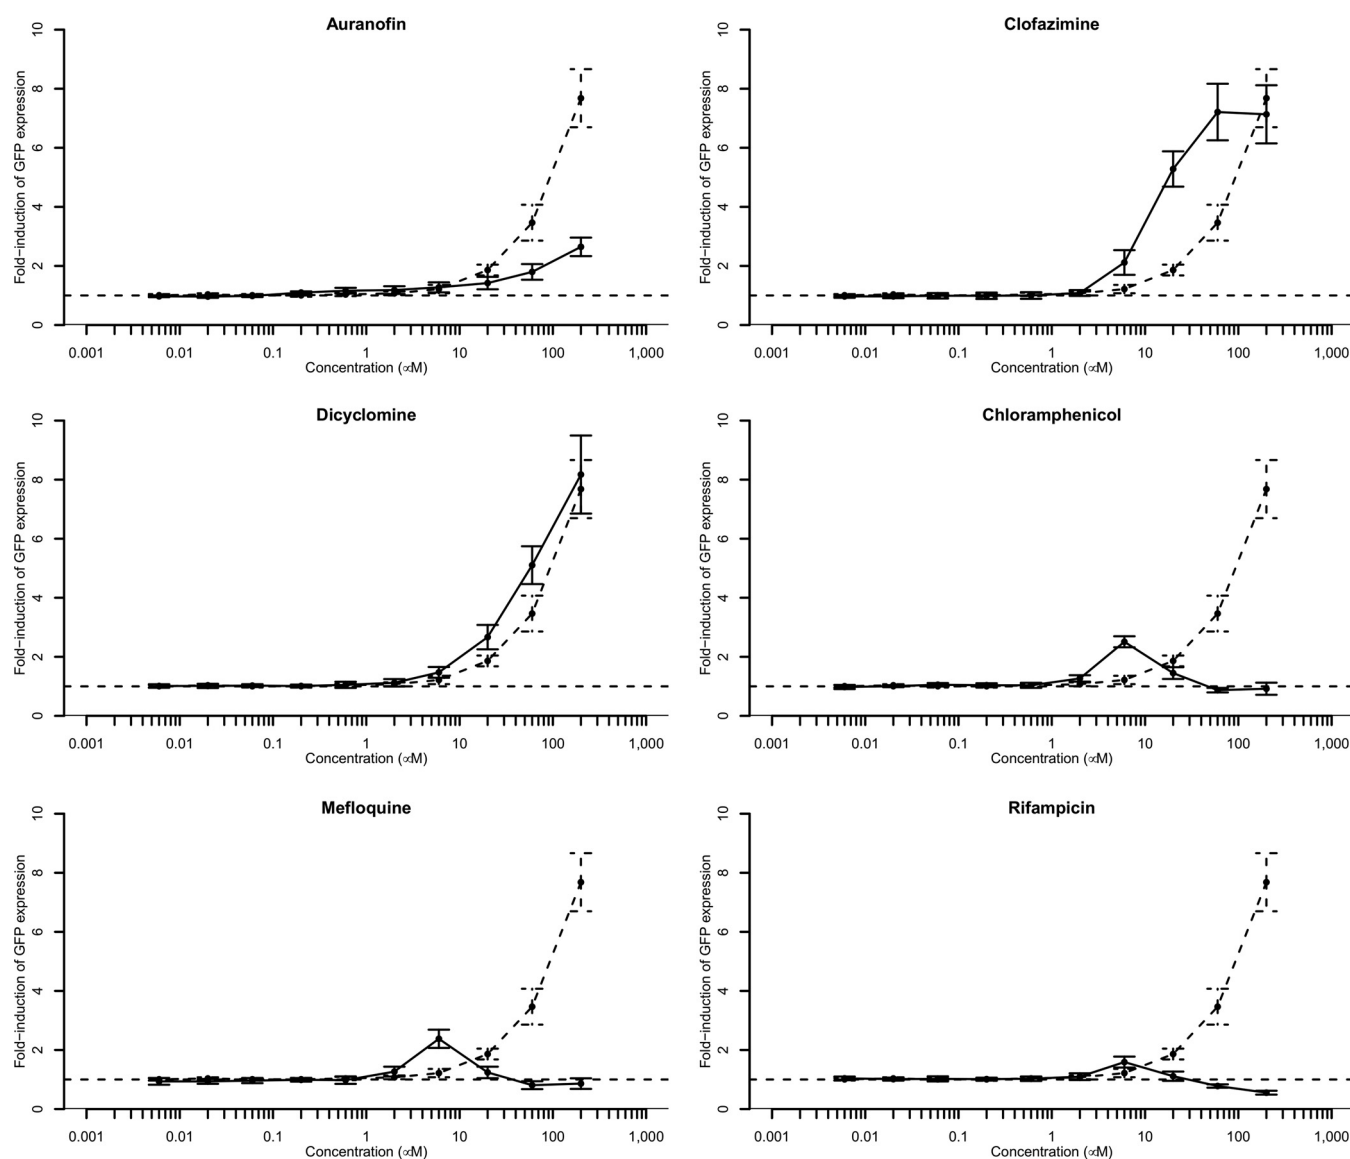 Auranofin
Fold−induction of GFP expression
0 2 4 6 8 10
0.001 0.01 0.1 1 10 100 1,000
Concentration (∝M)
Clofazimine
Fold−induction of GFP expression
0 2 4 6 8 10
0.001 0.01 0.1 1 10 100 1,000
Concentration (∝M)
Dicyclomine
Fold−induction of GFP expression
0 2 4 6 8 10
0.001 0.01 0.1 1 10 100 1,000
Concentration (∝M)
Chloramphenicol
Fold−induction of GFP expression
0 2 4 6 8 10
0.001 0.01 0.1 1 10 100 1,000
Concentration (∝M)
Mefloquine
Fold−induction of GFP expression
0 2 4 6 8 10
0.001 0.01 0.1 1 10 100 1,000
Concentration (∝M)
Rifampicin
Fold−induction of GFP expression
0 2 4 6 8 10
0.001 0.01 0.1 1 10 100 1,000
Concentration (∝M)